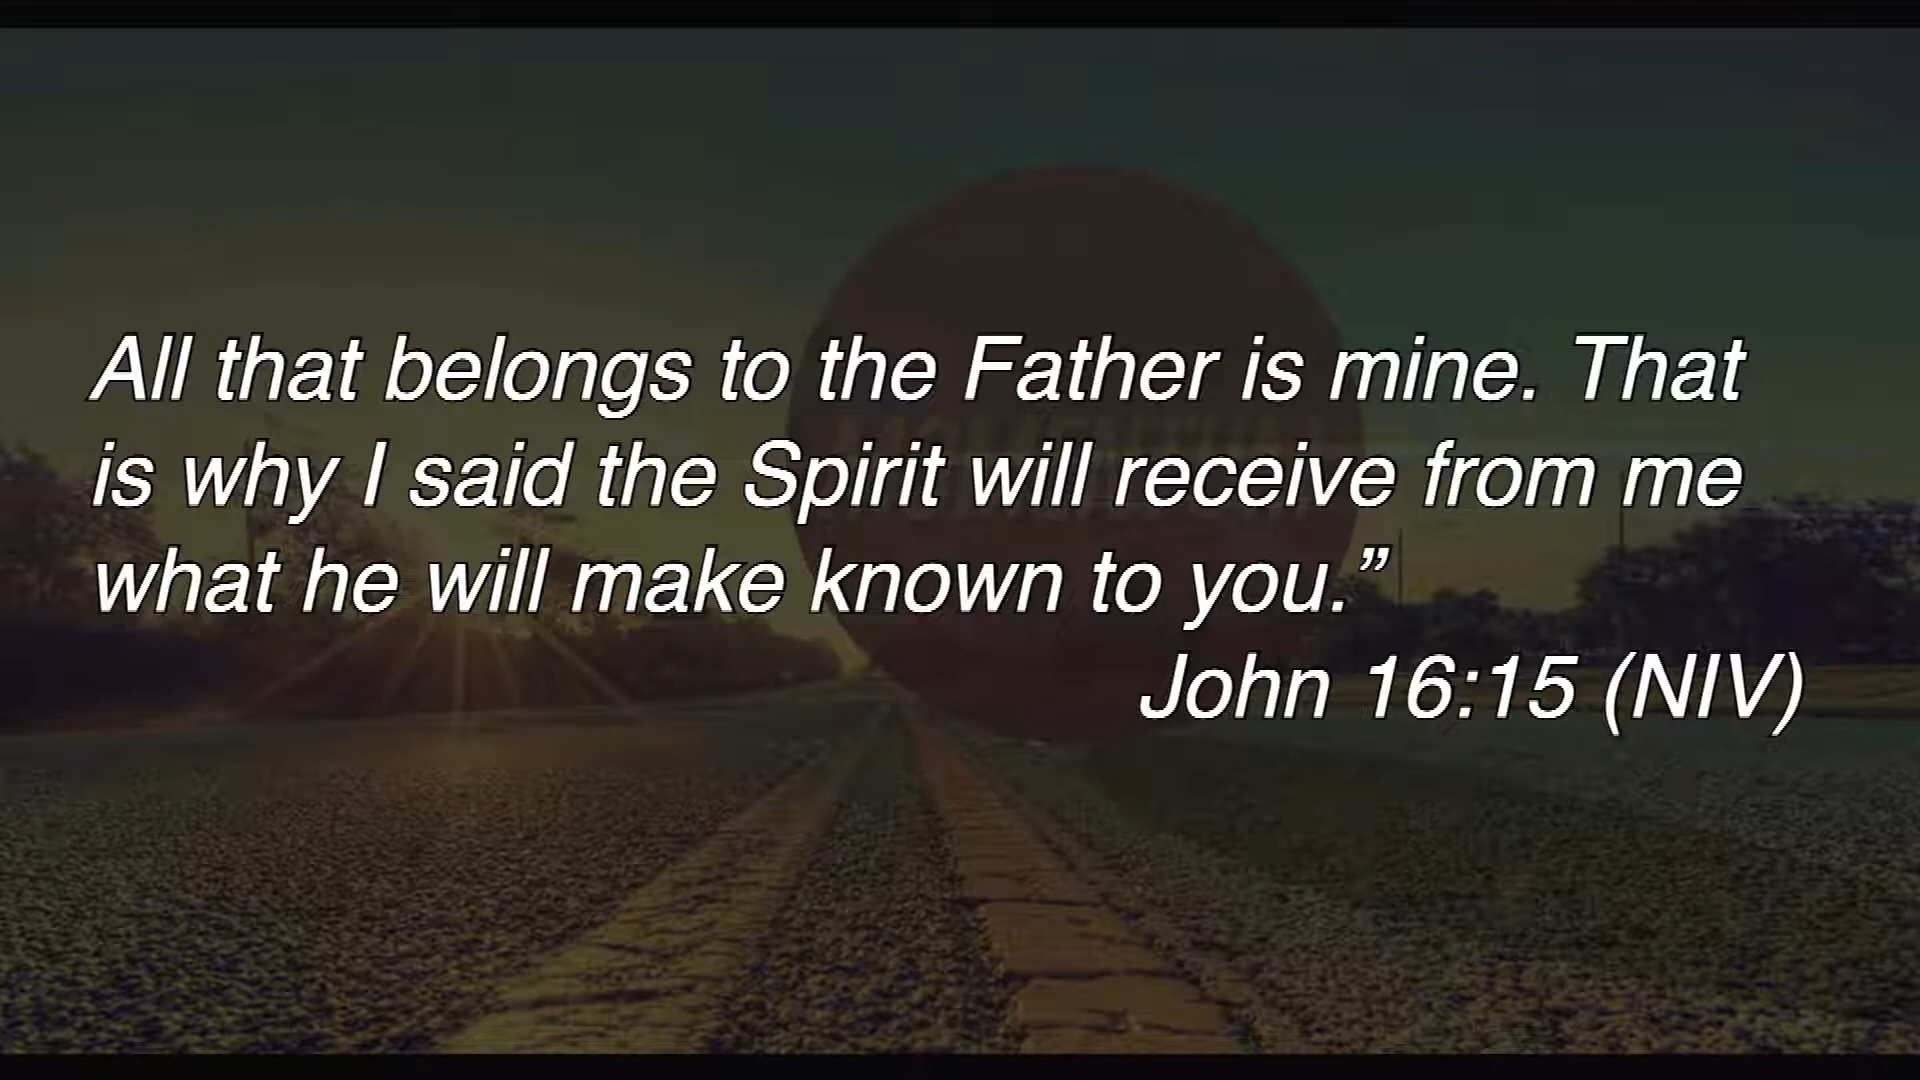 All that belongs to the Father is mine. That
is why I said the Spirit will receive from me
what he will make known to you.”
John 16:15 (NIV)